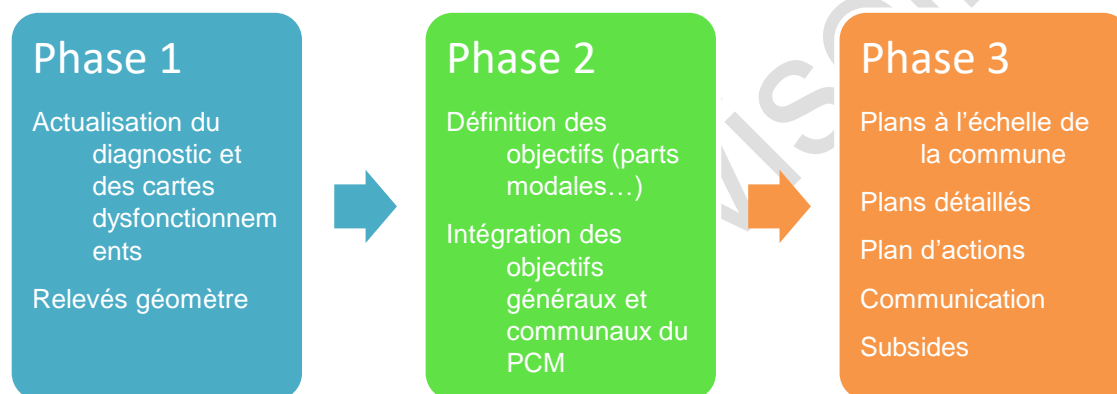 Phase 1
Actualisation du
diagnostic et
des cartes
dysfonctionnem
ents
Relevés géomètre
Phase 2
Définition des
objectifs (parts
modales…)
Intégration des
objectifs
généraux et
communaux du
PCM
Phase 3
Plans à l’échelle de
la commune
Plans détaillés
Plan d’actions
Communication
Subsides